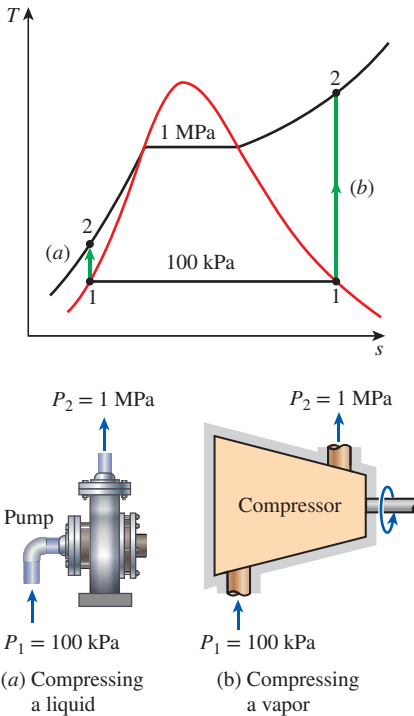 T
2
1 MPa
2
(a)
(b)
100 kPa
1
1
s
P₂ = 1 MPa
Pump
P₁ = 100 kPa
(a) Compressing
a liquid
P₂ = 1 MPa
Compressor
P₁ = 100 kPa
(b) Compressing
a vapor